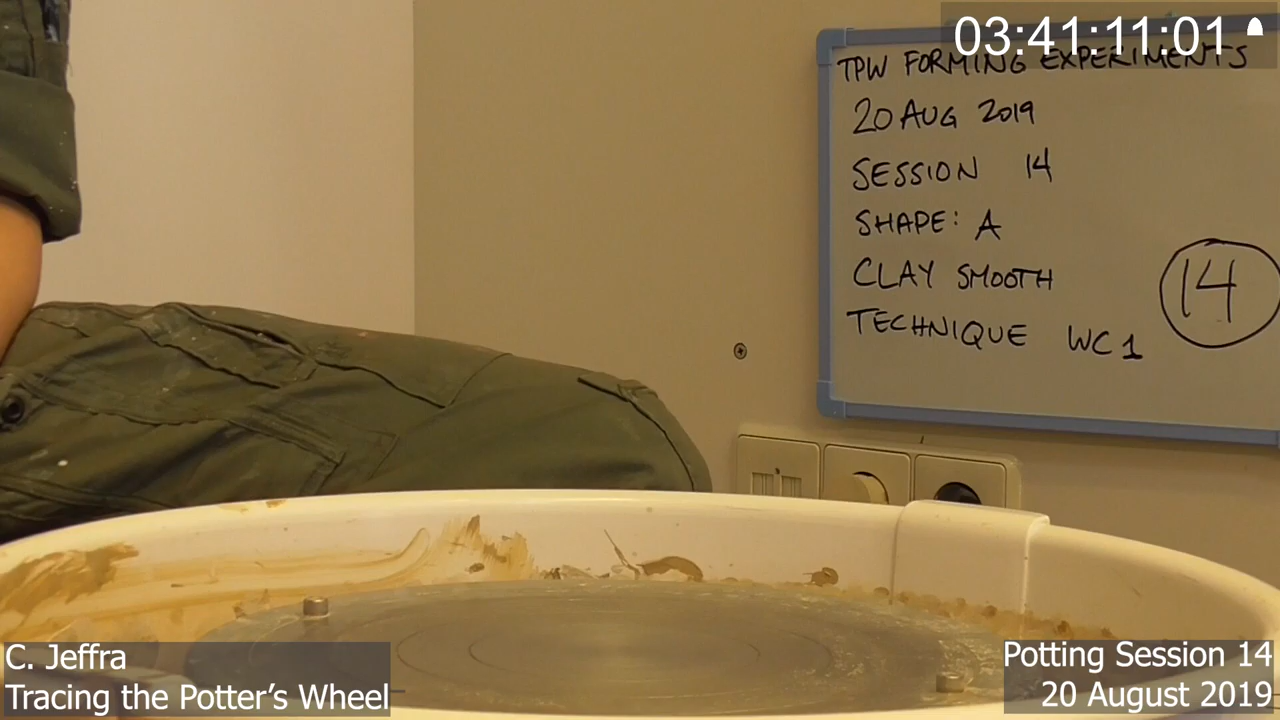 03:41:11:01
TPW FORMING EXPERIMENTS
20 AUG 2019
SESSION 14
SHAPE: A
CLAY SMOOTH
TECHNIQUE WC1
14
C. Jeffra
Tracing the Potter's Wheel
Potting Session 14
20 August 2019